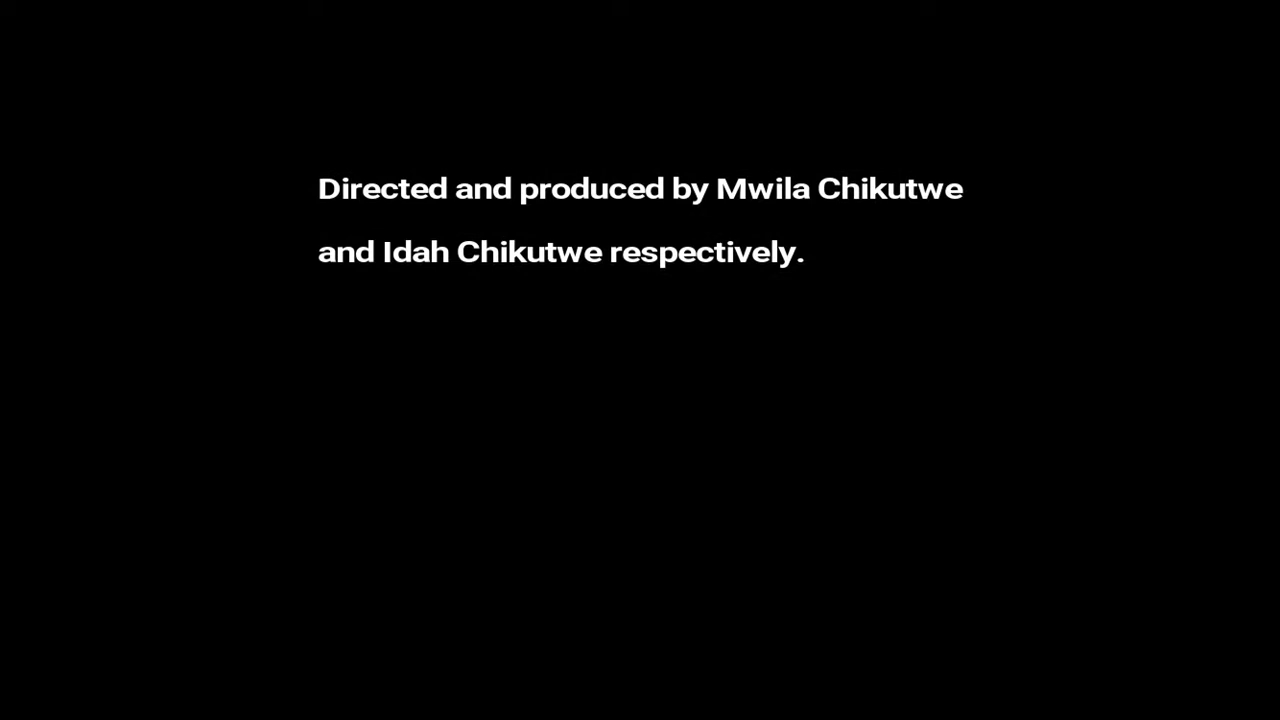 Directed and produced by Mwila Chikutwe
and Idah Chikutwe respectively.